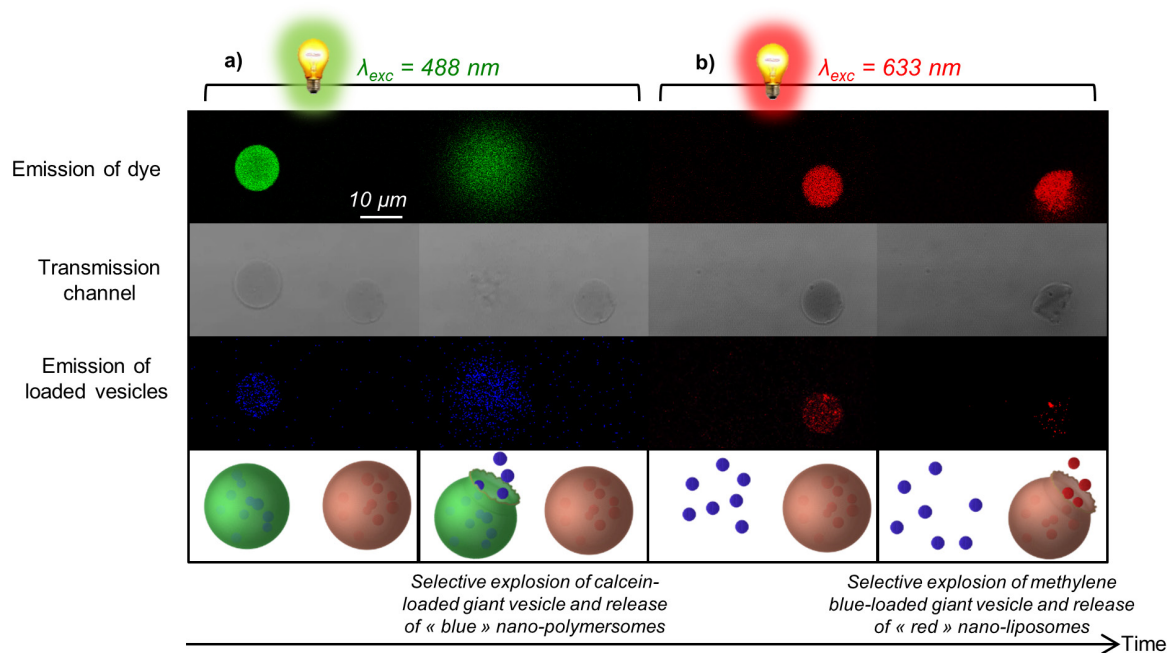 a)
λexc = 488 nm
b)
λexc = 633 nm
Emission of dye
10 µm
Transmission
channel
Emission of
loaded vesicles
Selective explosion of calcein-
loaded giant vesicle and release
of « blue » nano-polymersomes
Selective explosion of methylene
blue-loaded giant vesicle and release
of « red » nano-liposomes
Time